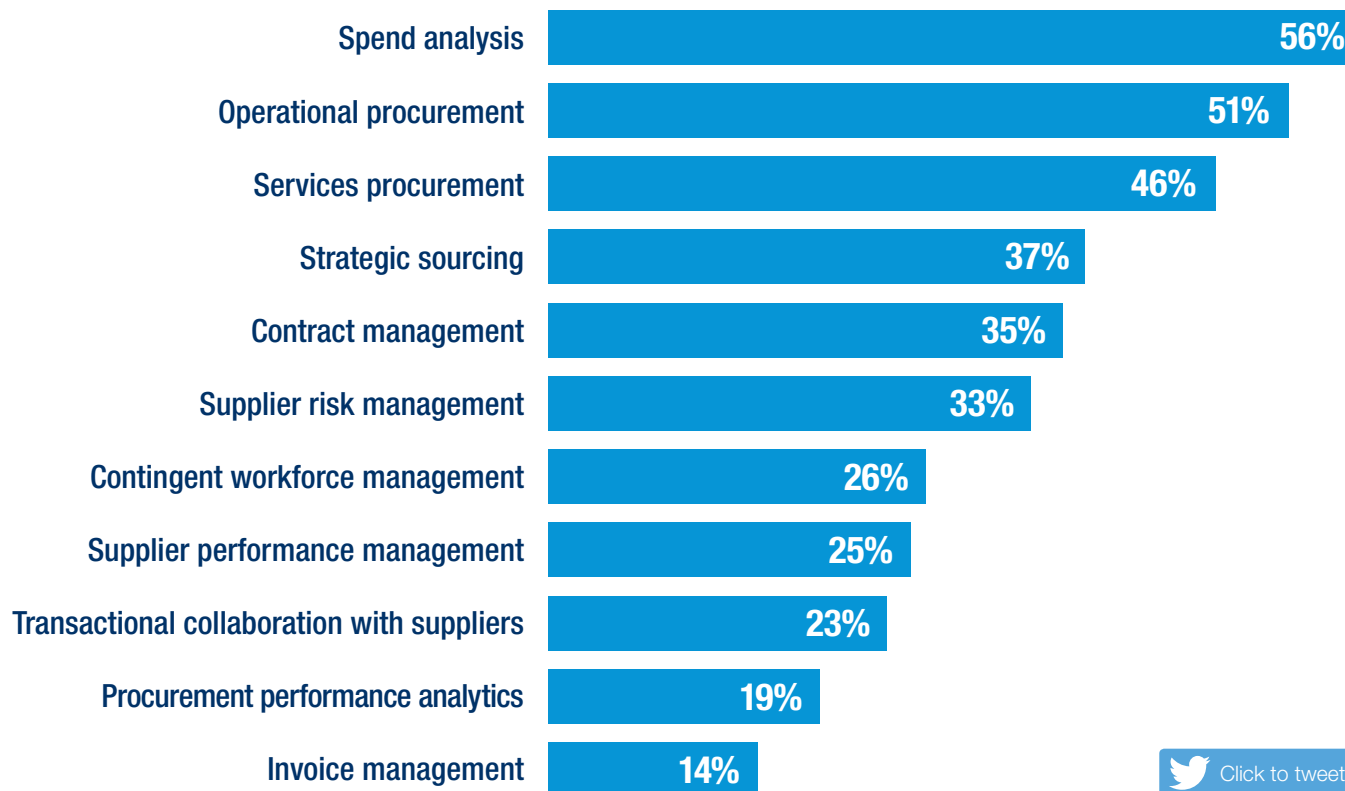 Spend analysis 56%
Operational procurement 51%
Services procurement 46%
Strategic sourcing 37%
Contract management 35%
Supplier risk management 33%
Contingent workforce management 26%
Supplier performance management 25%
Transactional collaboration with suppliers 23%
Procurement performance analytics 19%
Invoice management 14%
Click to tweet